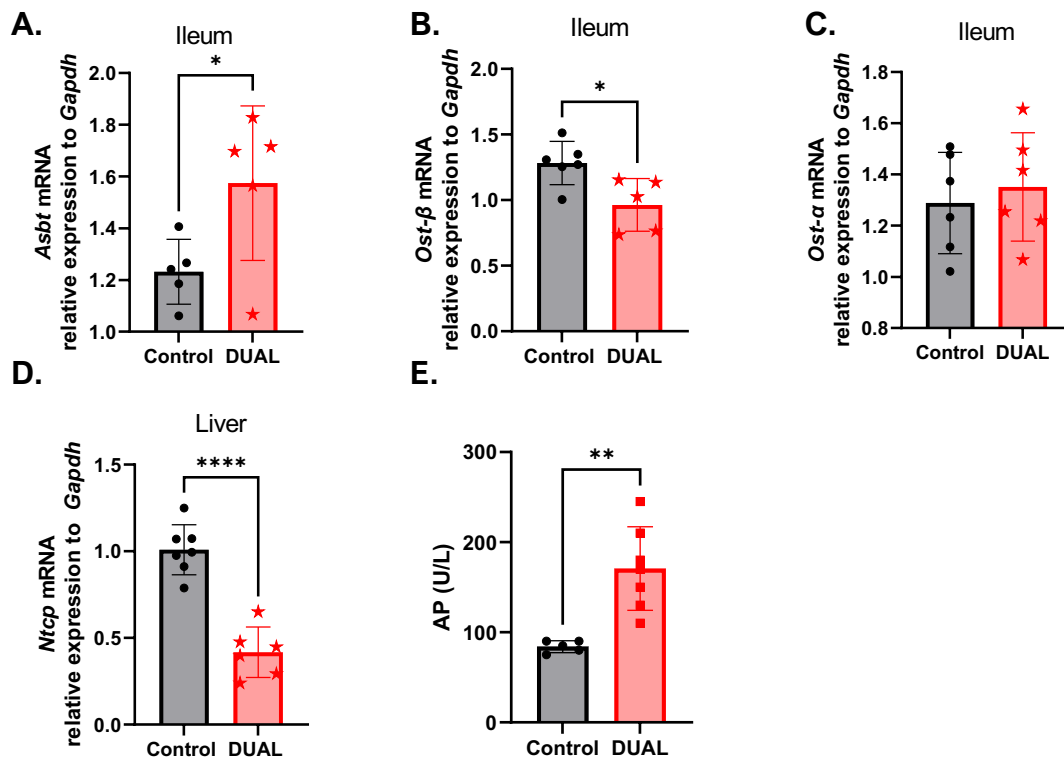 A.
Ileum
*
Asbt mRNA
relative expression to Gapdh
2.0
1.8
1.6
1.4
1.2
1.0
Control DUAL
B.
Ileum
*
Ost-β mRNA
relative expression to Gapdh
2.0
1.5
1.0
0.5
0.0
Control DUAL
C.
Ileum
Ost-α mRNA
relative expression to Gapdh
1.8
1.6
1.4
1.2
1.0
0.8
Control DUAL
D.
Liver
****
Ntcp mRNA
relative expression to Gapdh
1.5
1.0
0.5
0.0
Control DUAL
E.
**
AP (U/L)
300
200
100
0
Control DUAL